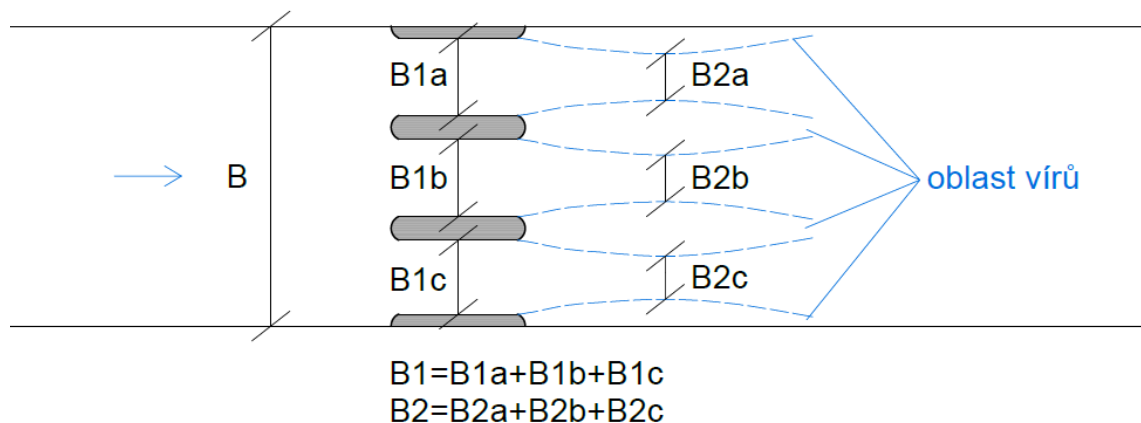 B1a
B2a
B
B1b
B2b
oblast vírů
B1c
B2c
B1=B1a+B1b+B1c
B2=B2a+B2b+B2c